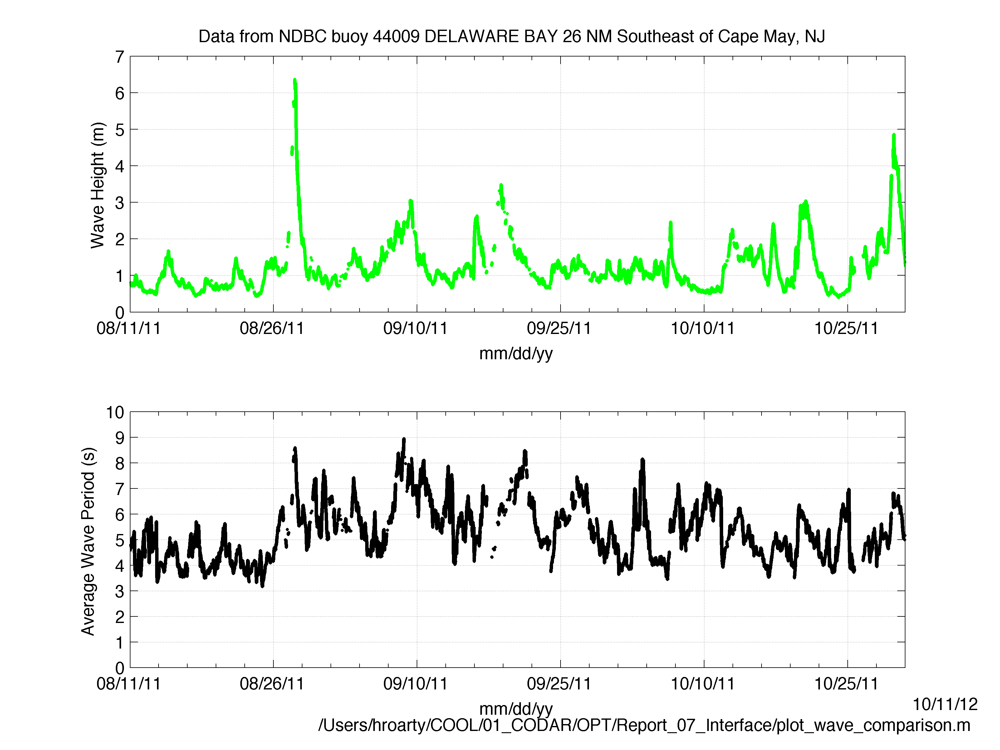 Data from NDBC buoy 44009 DELAWARE BAY 26 NM Southeast of Cape May, NJ
7
6
5
4
3
2
1
0
Wave Height (m)
08/11/11 08/26/11 09/10/11 09/25/11 10/10/11 10/25/11
mm/dd/yy
10
9
8
7
6
5
4
3
2
1
0
Average Wave Period (s)
08/11/11 08/26/11 09/10/11 09/25/11 10/10/11 10/25/11
mm/dd/yy
10/11/12
/Users/hroarty/COOL/01_CODAR/OPT/Report_07_Interface/plot_wave_comparison.m